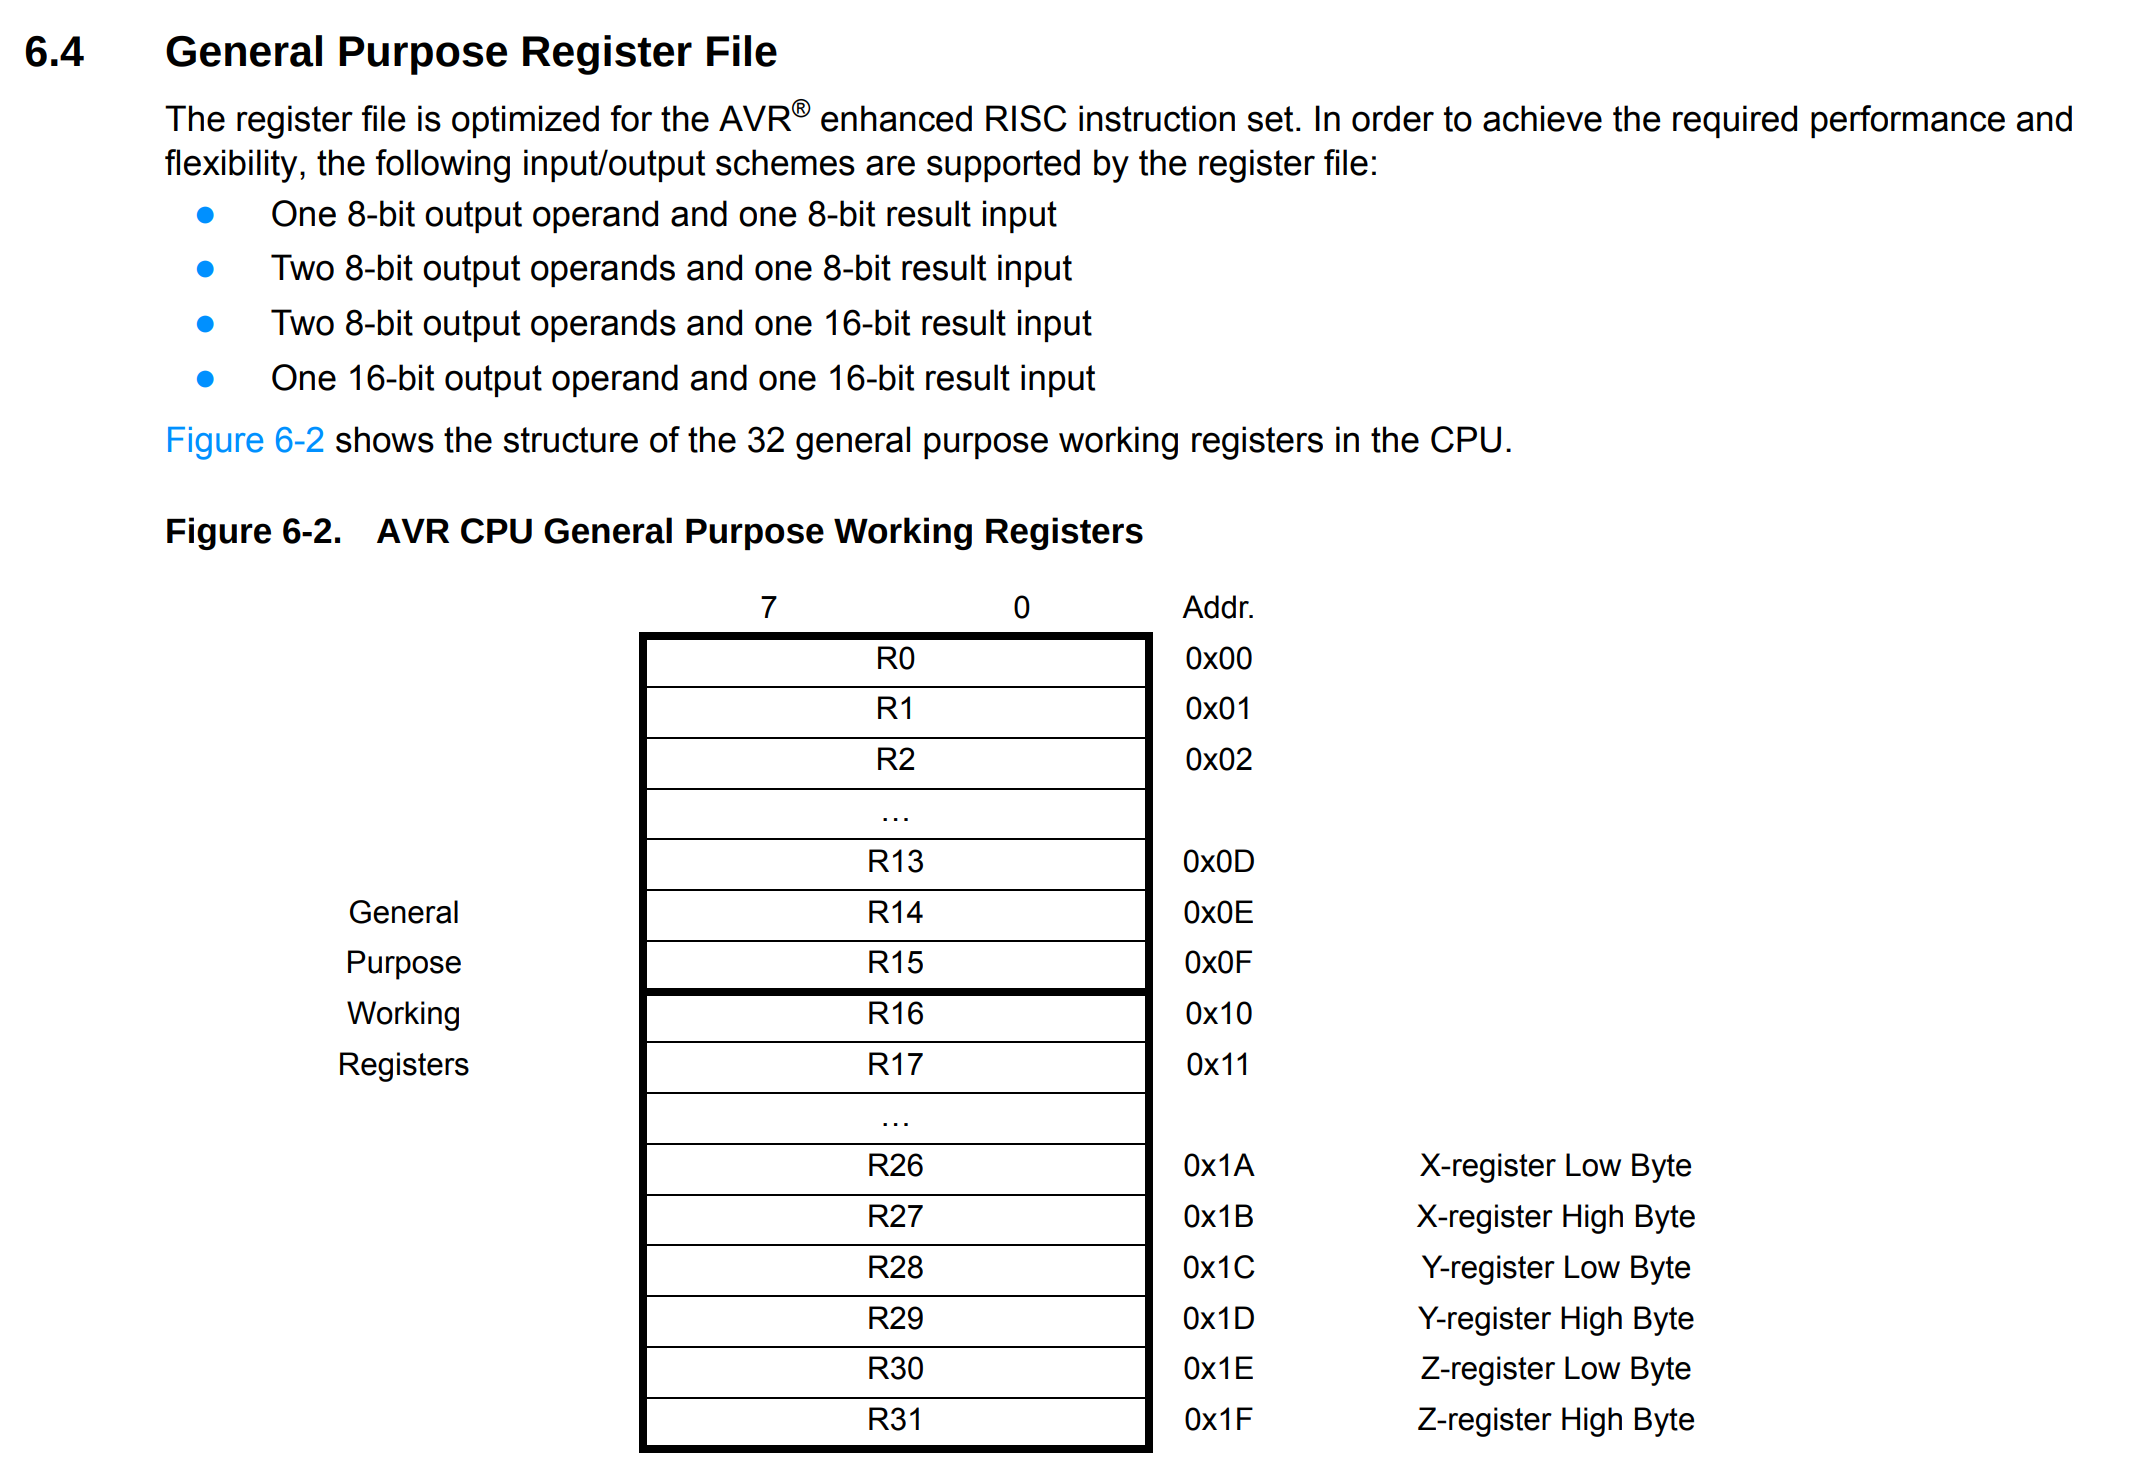 6.4 General Purpose Register File
The register file is optimized for the AVR® enhanced RISC instruction set. In order to achieve the required performance and
flexibility, the following input/output schemes are supported by the register file:
● One 8-bit output operand and one 8-bit result input
● Two 8-bit output operands and one 8-bit result input
● Two 8-bit output operands and one 16-bit result input
● One 16-bit output operand and one 16-bit result input
Figure 6-2 shows the structure of the 32 general purpose working registers in the CPU.
Figure 6-2. AVR CPU General Purpose Working Registers
7 0 Addr.
R0 0x00
R1 0x01
R2 0x02
…
R13 0x0D
General R14 0x0E
Purpose R15 0x0F
Working R16 0x10
Registers R17 0x11
…
R26 0x1A X-register Low Byte
R27 0x1B X-register High Byte
R28 0x1C Y-register Low Byte
R29 0x1D Y-register High Byte
R30 0x1E Z-register Low Byte
R31 0x1F Z-register High Byte